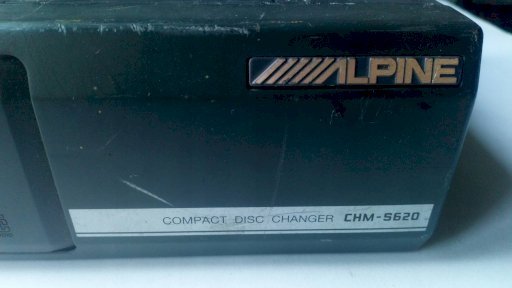 ALPINE
COMPACT DISC CHANGER CHM-S620